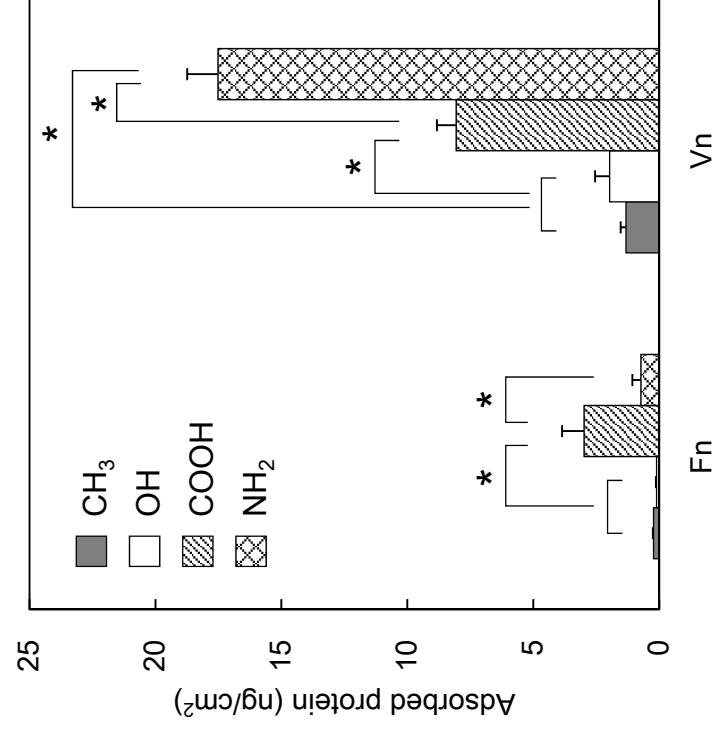 Adsorbed protein (ng/cm²)
25
20
15
10
5
0
CH₃
OH
COOH
NH₂
*
*
*
*
*
Fn
Vn